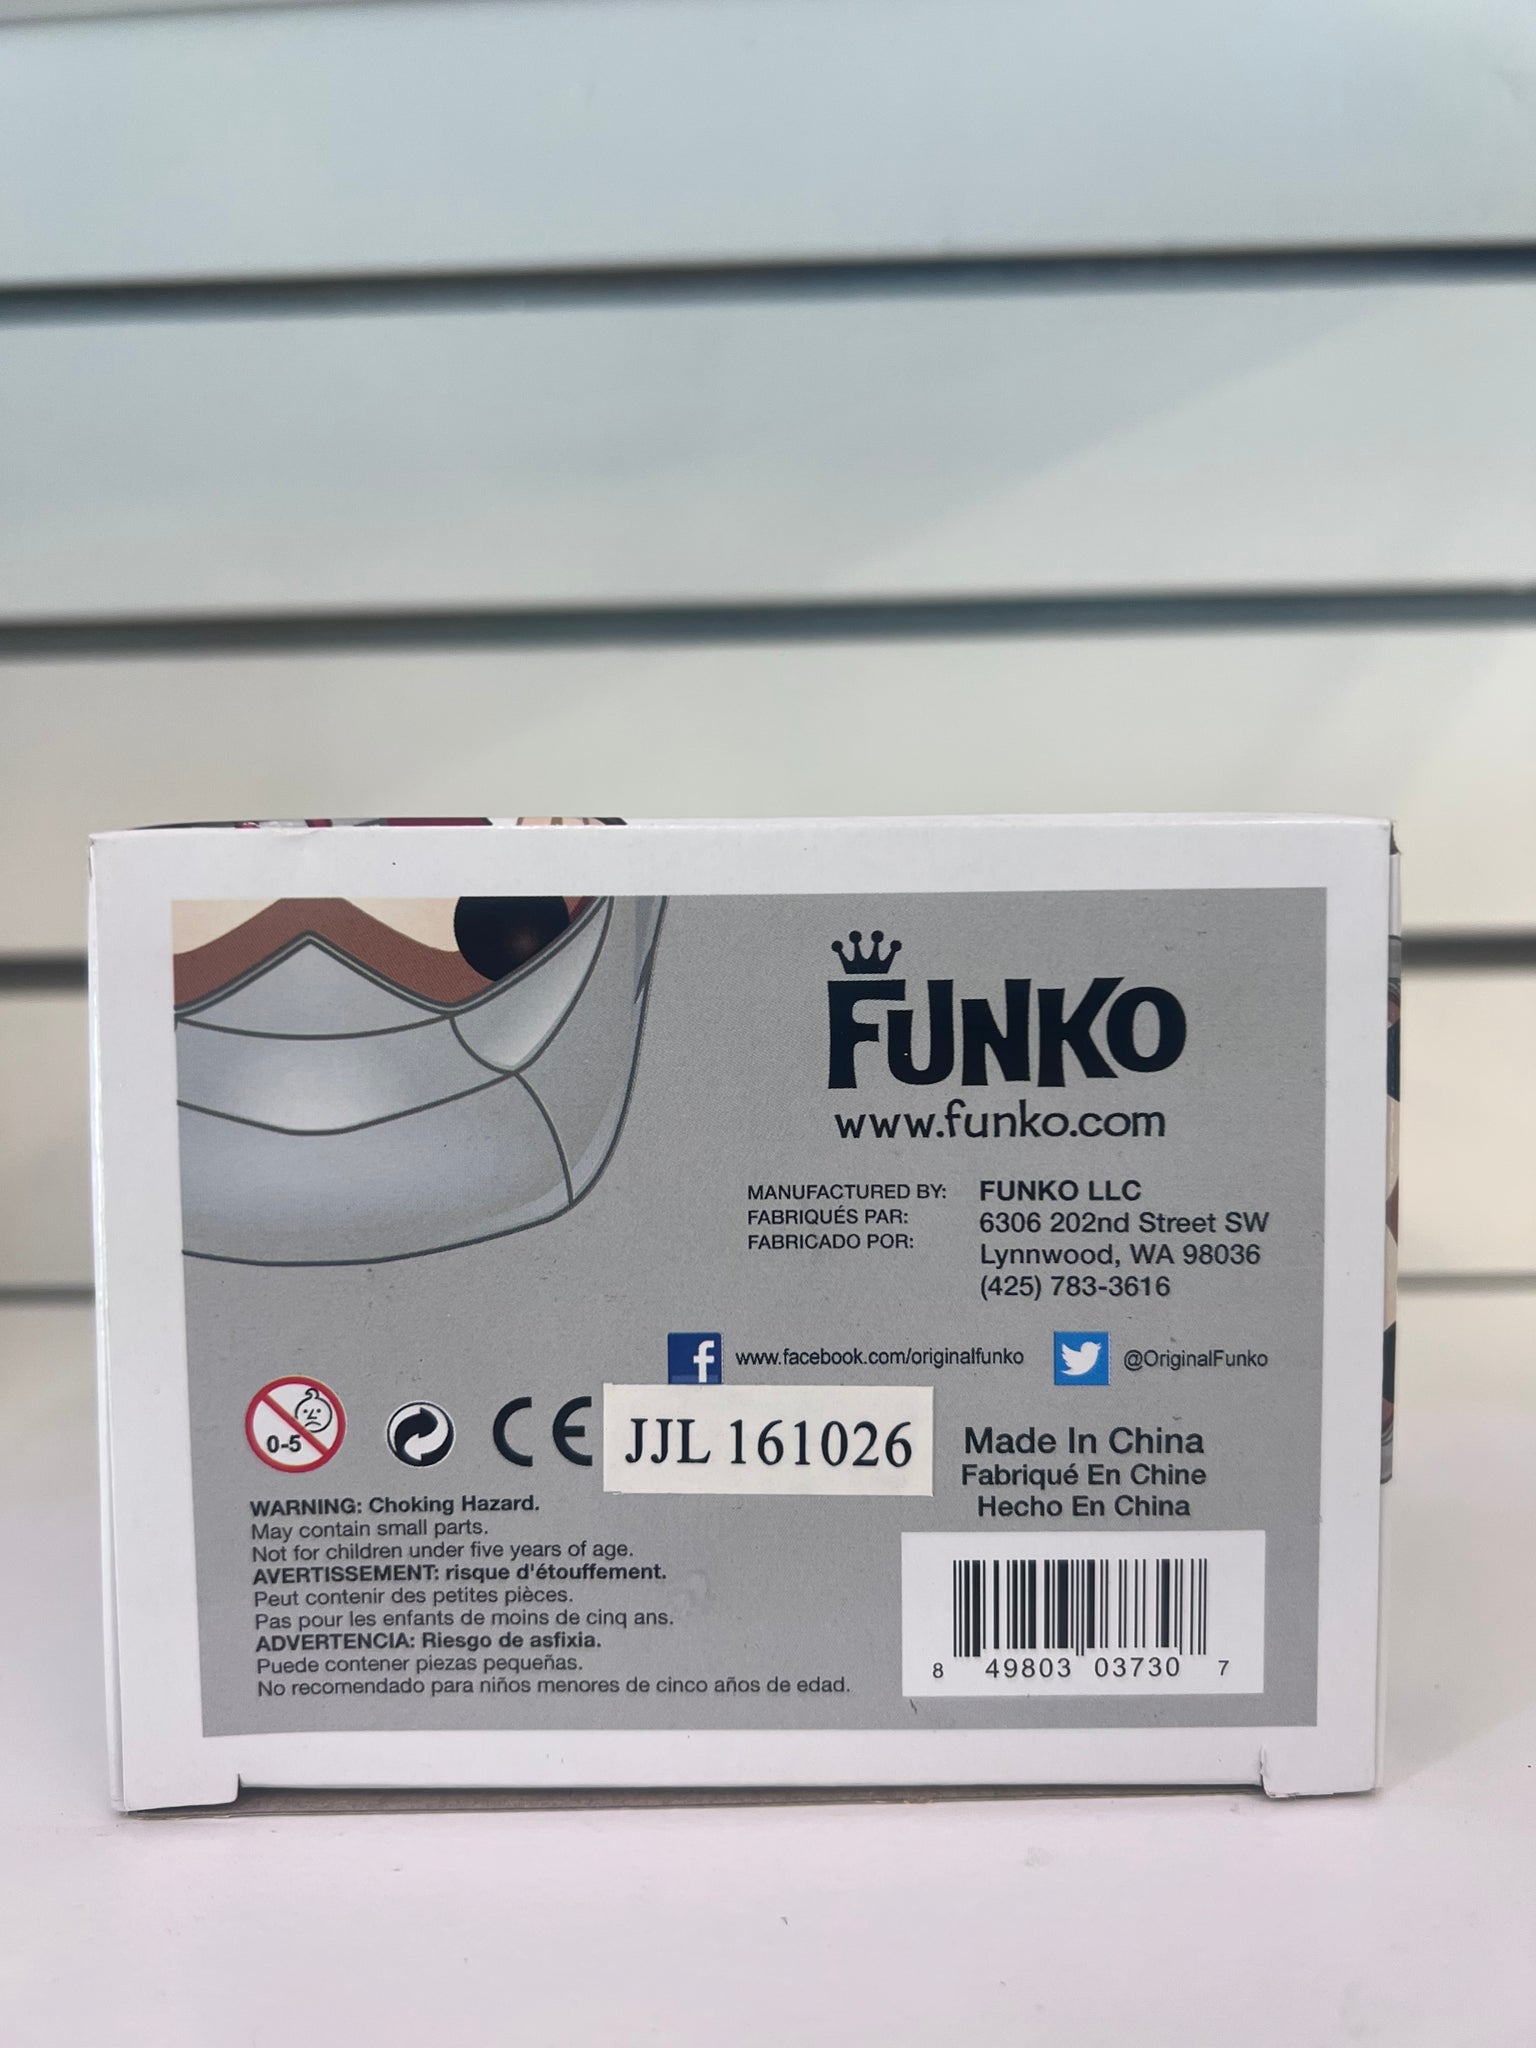 FUNKO
www.funko.com
MANUFACTURED BY: FUNKO LLC
FABRIQUÉS PAR: 6306 202nd Street SW
FABRICADO POR: Lynnwood, WA 98036
(425) 783-3616
f www.facebook.com/originalfunko @OriginalFunko
0-5 CE JJL 161026
Made In China
Fabriqué En Chine
Hecho En China
WARNING: Choking Hazard.
May contain small parts.
Not for children under five years of age.
AVERTISSEMENT: risque d'étouffement.
Peut contenir des petites pièces.
Pas pour les enfants de moins de cinq ans.
ADVERTENCIA: Riesgo de asfixia.
Puede contener piezas pequeñas.
No recomendado para niños menores de cinco años de edad.
8 49803 03730 7